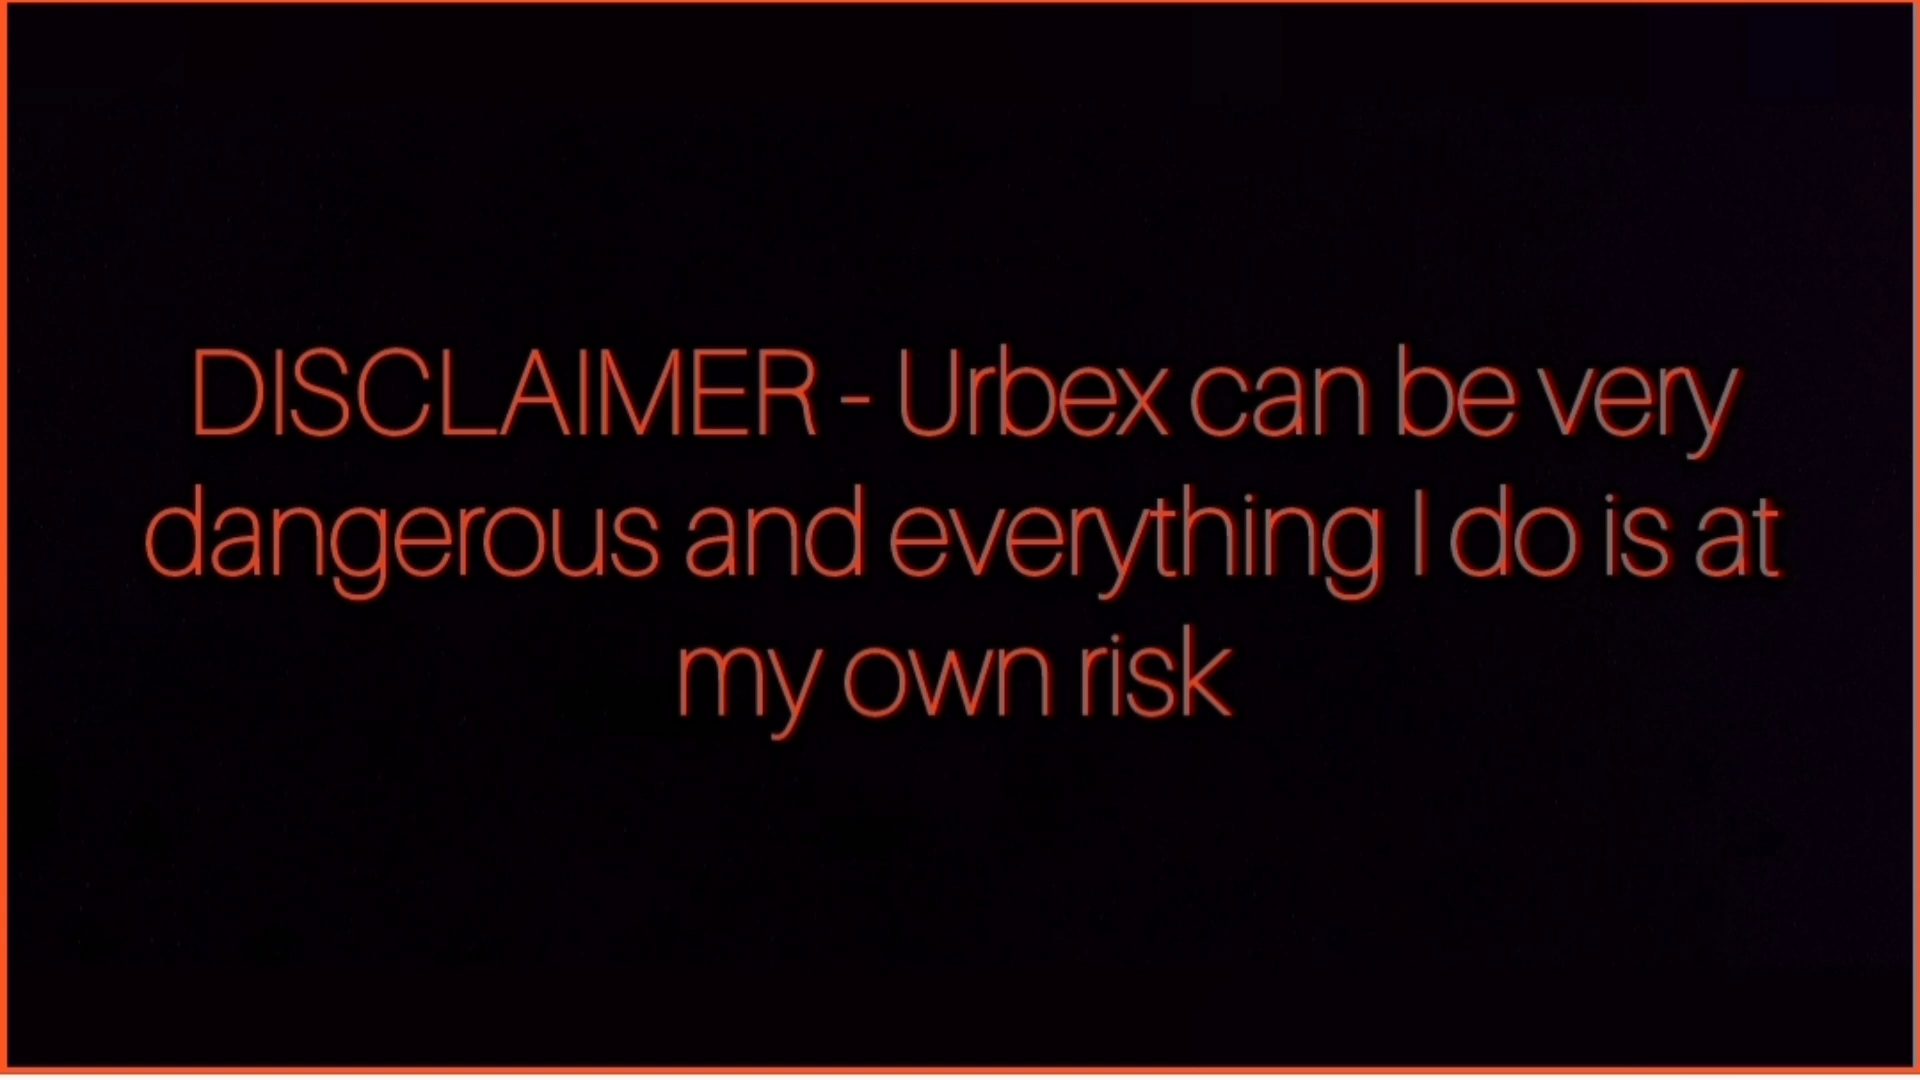 DISCLAIMER - Urbex can be very
dangerous and everything I do is at
my own risk